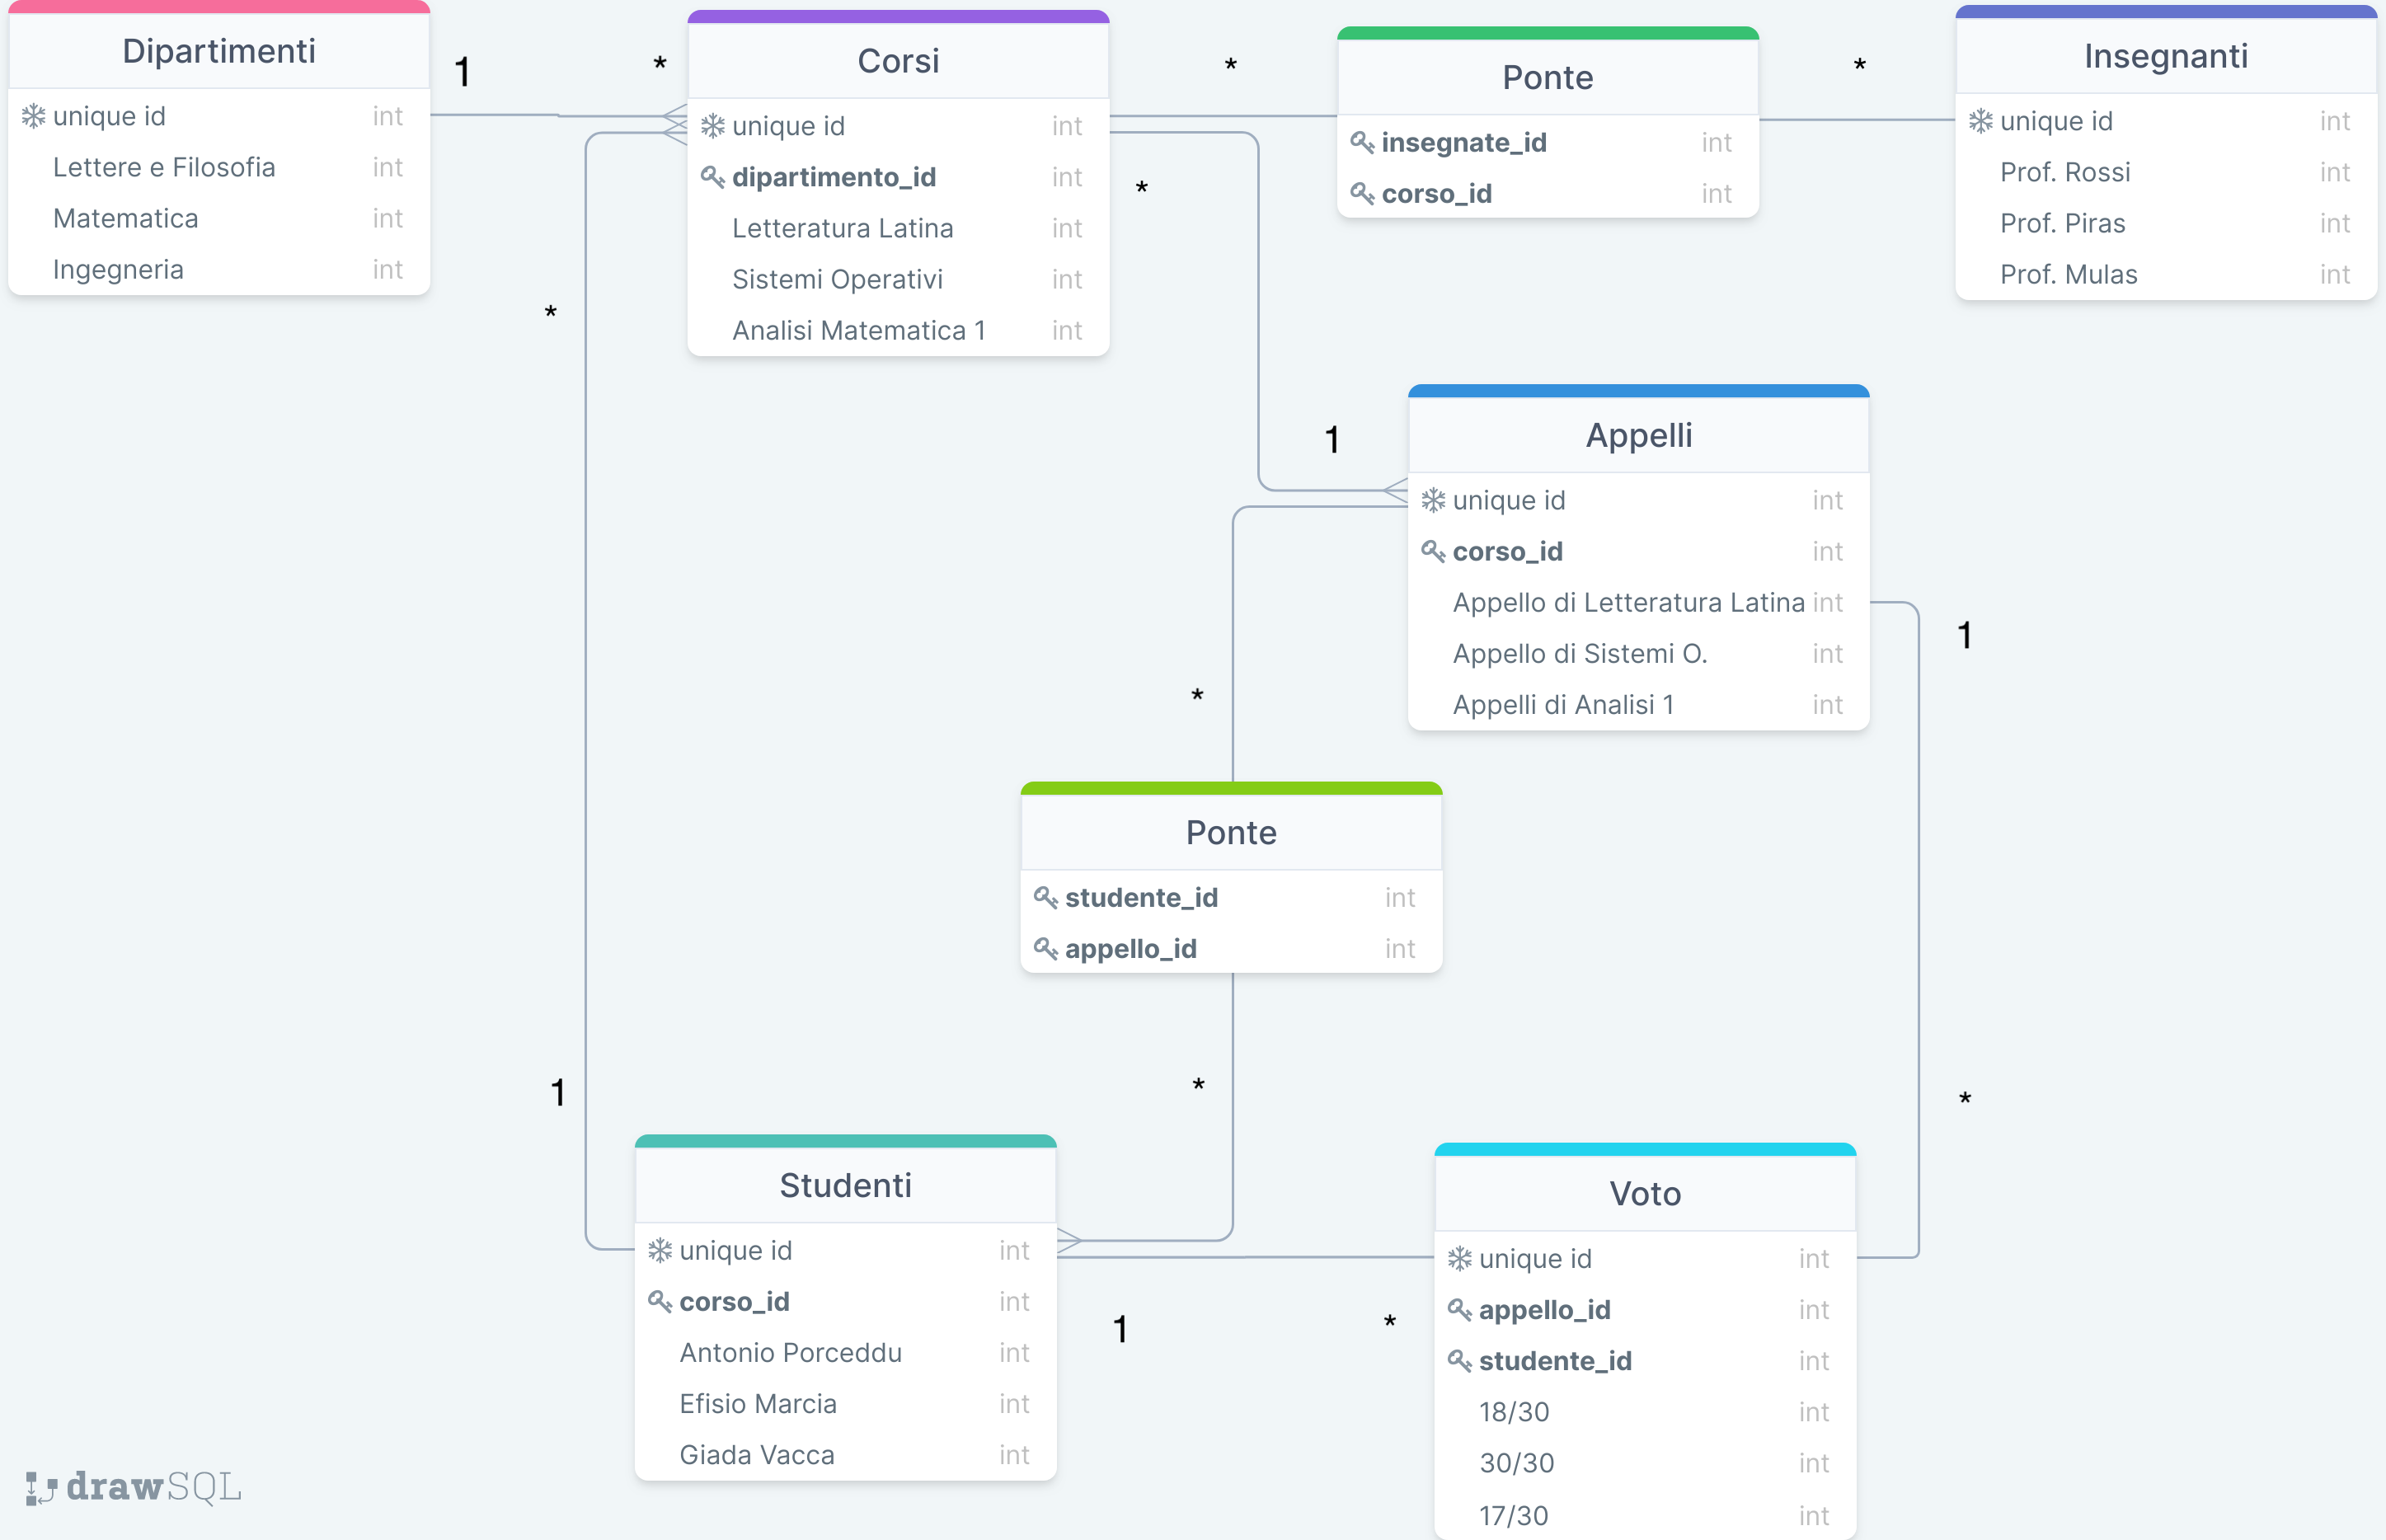 Dipartimenti
unique id int
Lettere e Filosofia int
Matematica int
Ingegneria int
1
*
Corsi
unique id int
dipartimento_id int
Letteratura Latina int
Sistemi Operativi int
Analisi Matematica 1 int
*
Ponte
insegnate_id int
corso_id int
*
Insegnanti
unique id int
Prof. Rossi int
Prof. Piras int
Prof. Mulas int
*
*
1
Appelli
unique id int
corso_id int
Appello di Letteratura Latina int
Appello di Sistemi O. int
Appelli di Analisi 1 int
1
*
Ponte
studente_id int
appello_id int
*
1
*
Studenti
unique id int
corso_id int
Antonio Porceddu int
Efisio Marcia int
Giada Vacca int
1
*
Voto
unique id int
appello_id int
studente_id int
18/30 int
30/30 int
17/30 int
drawSQL